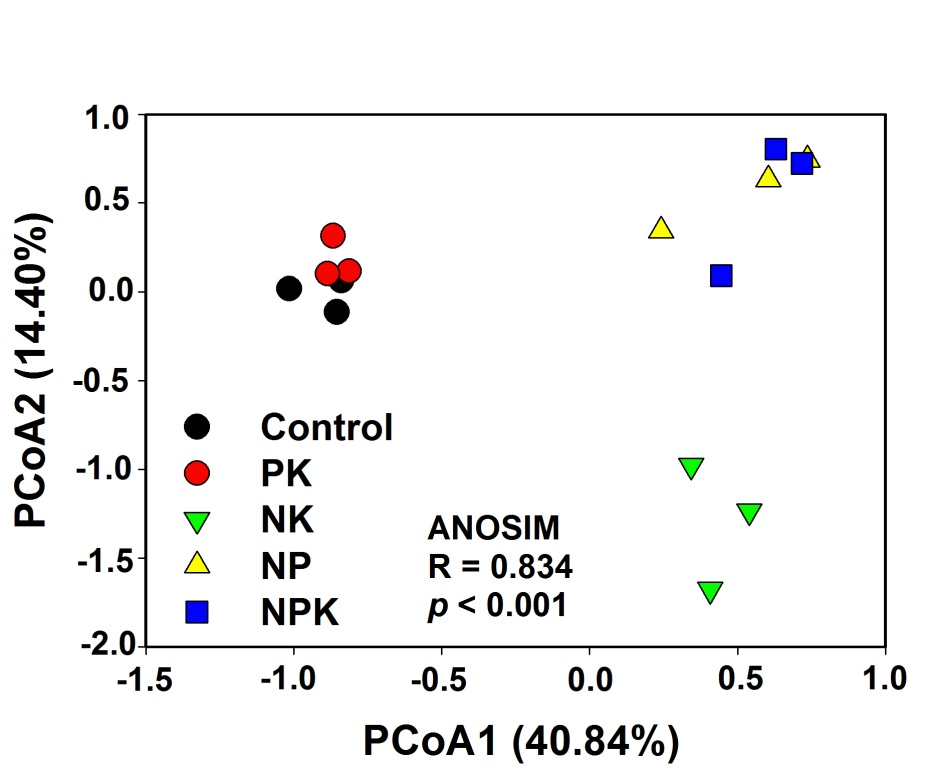 1.0
0.5
0.0
-0.5
-1.0
-1.5
-2.0
PCoA2 (14.40%)
Control
PK
NK
NP
NPK
ANOSIM
R = 0.834
p < 0.001
-1.5 -1.0 -0.5 0.0 0.5 1.0
PCoA1 (40.84%)